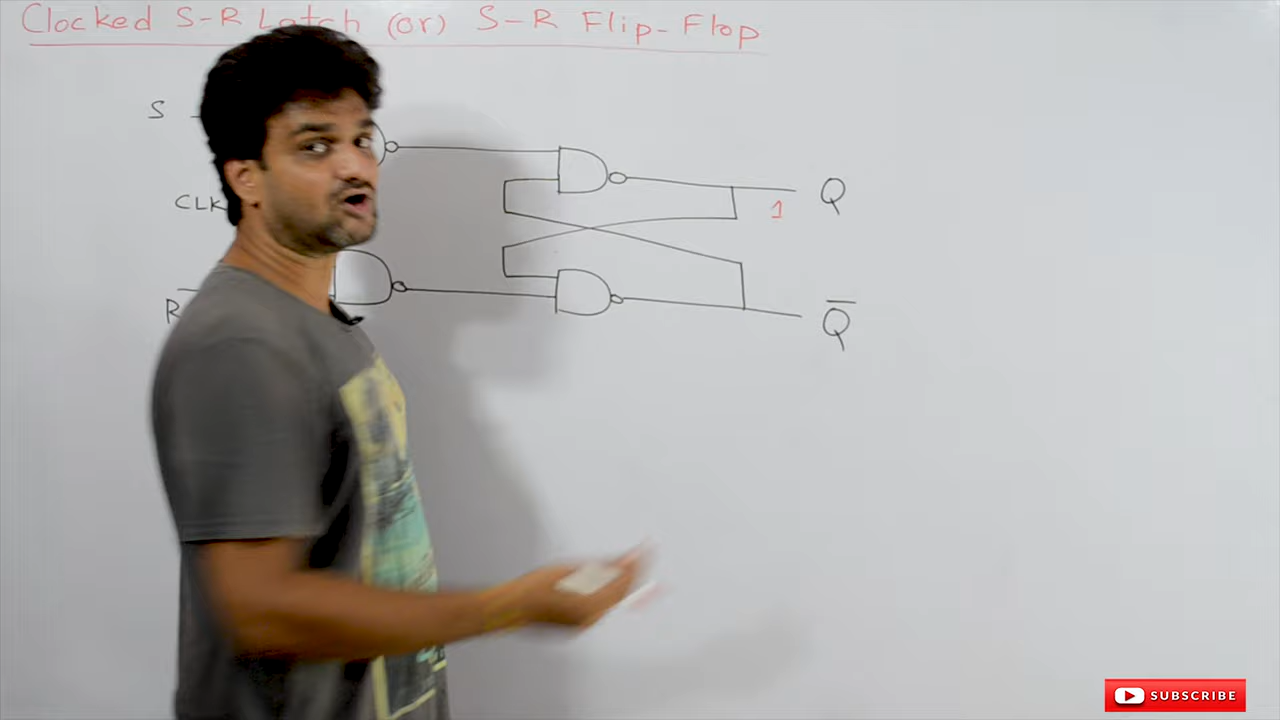 Clocked S-R Latch (or) S-R Flip-Flop
S
CLK
R
Q
1
Q̅
SUBSCRIBE